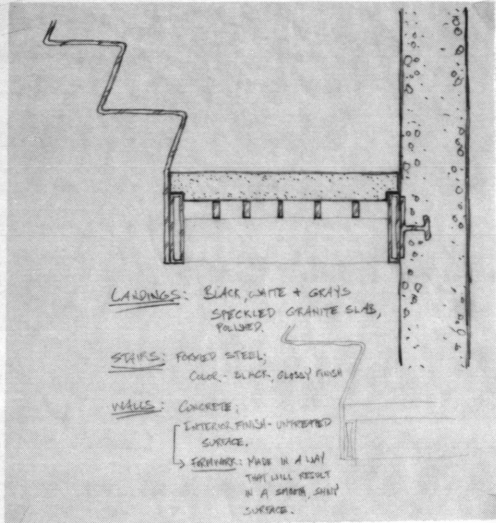 LANDINGS: BLACK, WHITE + GRAYS
SPECKLED GRANITE SLAB,
POLISHED.
STAIRS: FORMED STEEL;
COLOR - BLACK, GLOSSY FINISH
WALLS: CONCRETE;
EXTERIOR FINISH - UNTREATED
SURFACE.
FORMWORK: MADE IN A WAY
THAT WILL RESULT
IN A SMOOTH, SHINY
SURFACE.